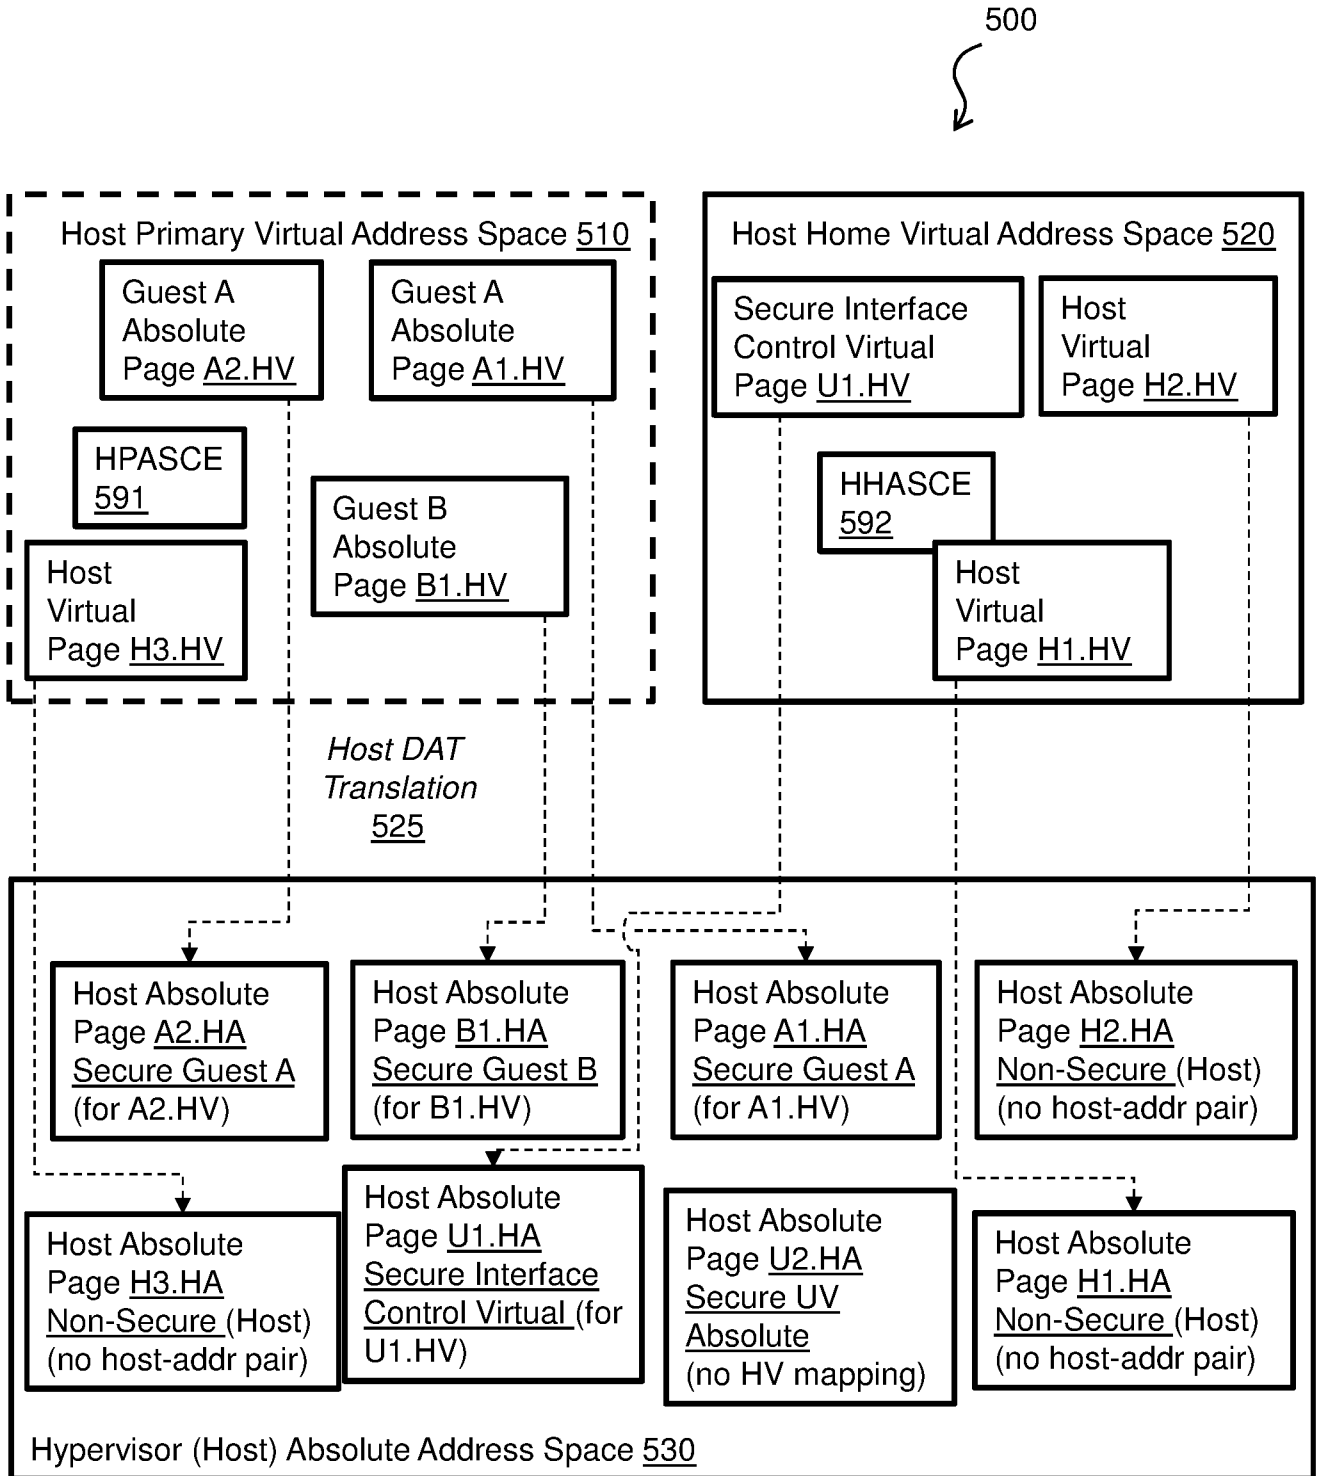 500
Host Primary Virtual Address Space 510
Guest A
Absolute
Page A2.HV
Guest A
Absolute
Page A1.HV
HPASCE
591
Guest B
Absolute
Page B1.HV
Host
Virtual
Page H3.HV
Host Home Virtual Address Space 520
Secure Interface
Control Virtual
Page U1.HV
Host
Virtual
Page H2.HV
HHASCE
592
Host
Virtual
Page H1.HV
Host DAT
Translation
525
Host Absolute
Page A2.HA
Secure Guest A
(for A2.HV)
Host Absolute
Page B1.HA
Secure Guest B
(for B1.HV)
Host Absolute
Page A1.HA
Secure Guest A
(for A1.HV)
Host Absolute
Page H2.HA
Non-Secure (Host)
(no host-addr pair)
Host Absolute
Page H3.HA
Non-Secure (Host)
(no host-addr pair)
Host Absolute
Page U1.HA
Secure Interface
Control Virtual (for
U1.HV)
Host Absolute
Page U2.HA
Secure UV
Absolute
(no HV mapping)
Host Absolute
Page H1.HA
Non-Secure (Host)
(no host-addr pair)
Hypervisor (Host) Absolute Address Space 530